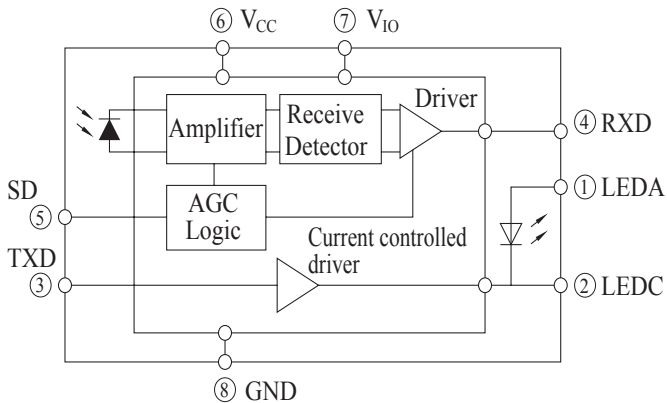 ⑥ VCC
⑦ VIO
Driver
Amplifier
Receive
Detector
④ RXD
SD
⑤
AGC
Logic
① LEDA
TXD
③
Current controlled
driver
② LEDC
⑧ GND